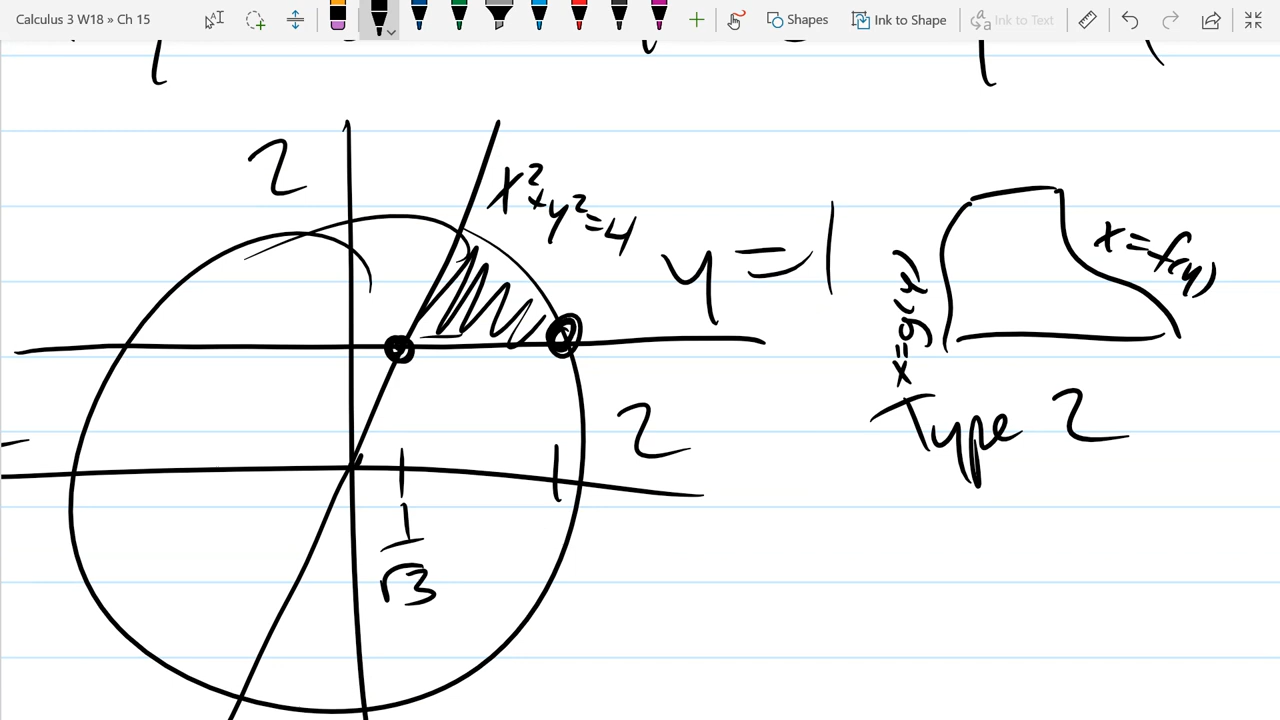 Calculus 3 W18 » Ch 15
Shapes
Ink to Shape
Ink to Text
2
x²+y²=4
y=1
x=g(y)
x=f(y)
Type 2
2
1
√3